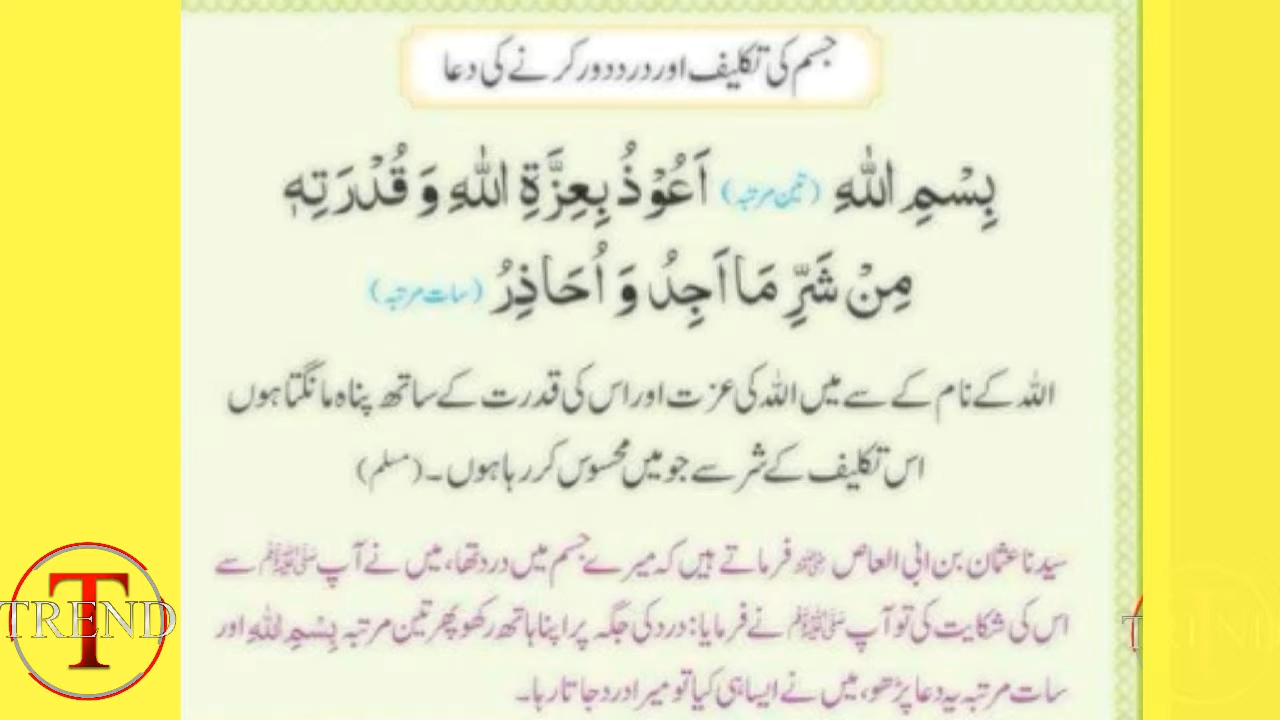 جسم کی تکلیف اور درد دور کرنے کی دعا
بِسْمِ اللّٰهِ (تین مرتبہ) اَعُوْذُ بِعِزَّةِ اللّٰهِ وَ قُدْرَتِهٖ
مِنْ شَرِّ مَا اَجِدُ وَ اُحَاذِرُ (سات مرتبہ)
اللہ کے نام کے سے میں اللہ کی عزت اور اس کی قدرت کے ساتھ پناہ مانگتا ہوں
اس تکلیف کے شر سے جو میں محسوس کر رہا ہوں۔ (مسلم)
سیدنا عثمان بن ابی العاص رضی اللہ عنہ فرماتے ہیں کہ میرے جسم میں درد تھا، میں نے آپ ﷺ سے
اس کی شکایت کی تو آپ ﷺ نے فرمایا: درد کی جگہ پر اپنا ہاتھ رکھو پھر تین مرتبہ بِسْمِ اللّٰهِ اور
سات مرتبہ یہ دعا پڑھو، میں نے ایسا ہی کیا تو میرا درد جاتا رہا۔
T
TREND
T
TREND